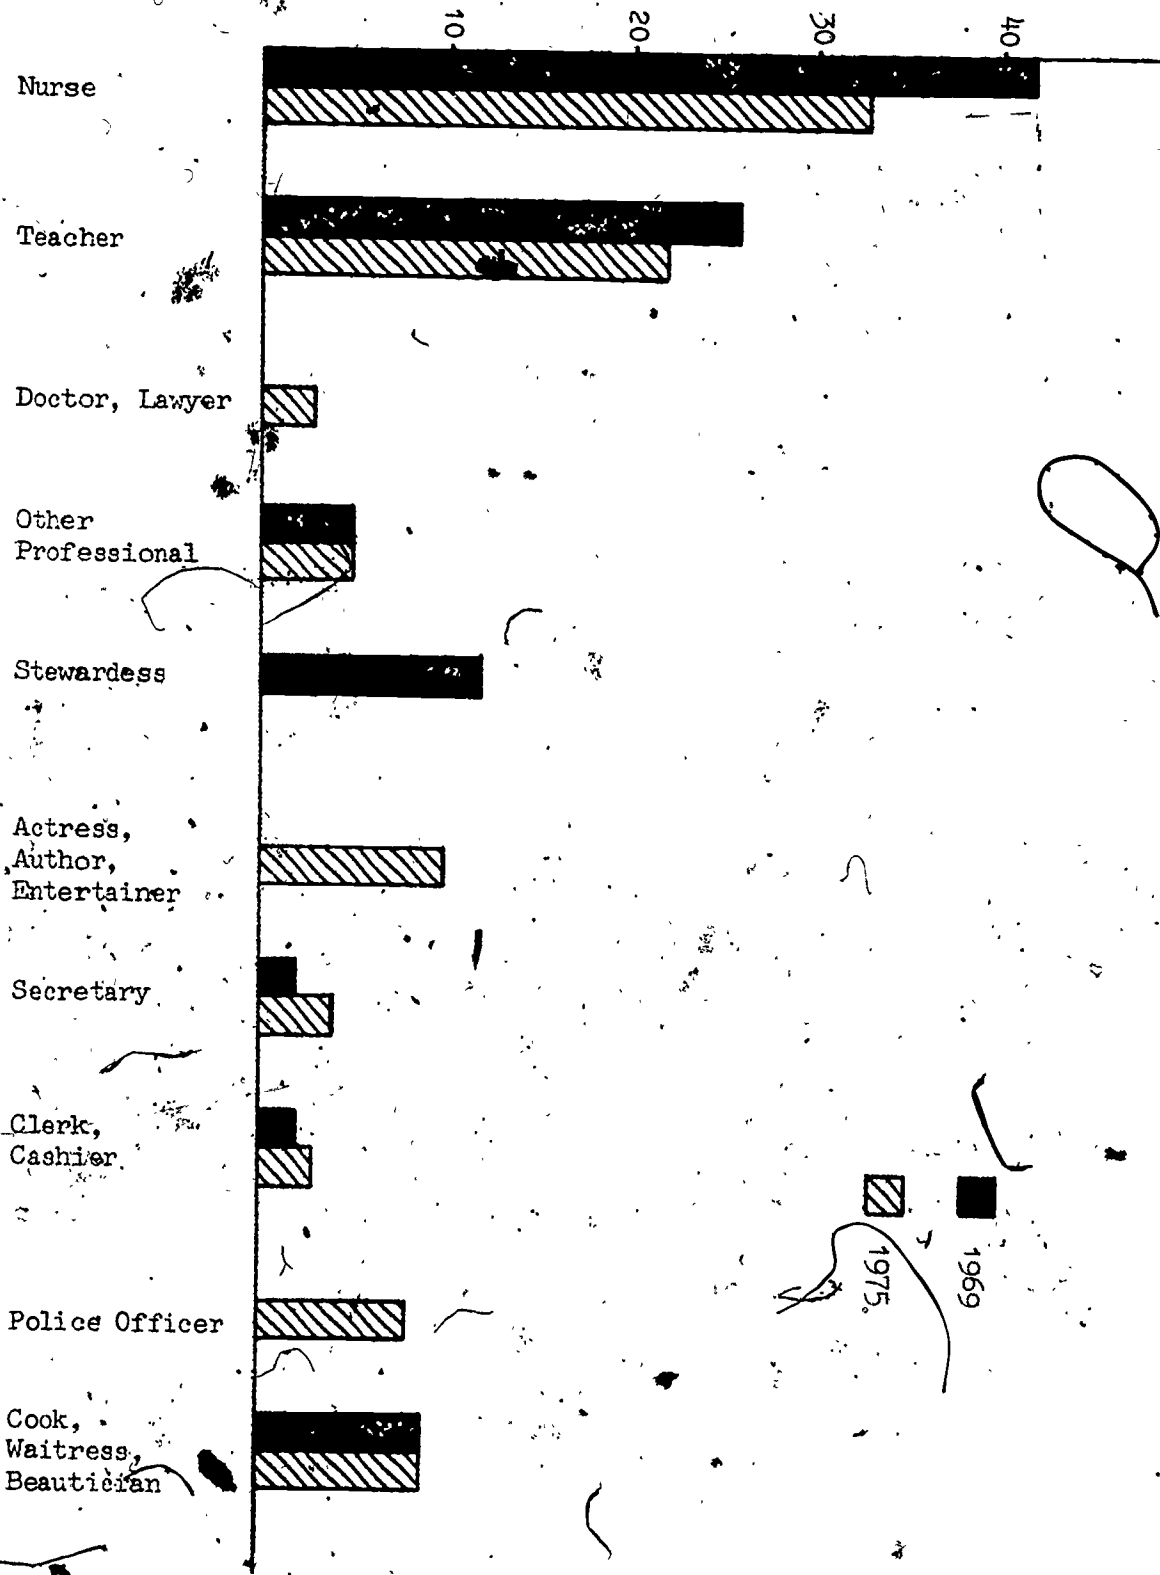 10 20 30 40
Nurse
Teacher
Doctor, Lawyer
Other
Professional
Stewardess
Actress,
Author,
Entertainer
Secretary
Clerk,
Cashier
1975
1969
Police Officer
Cook,
Waitress,
Beautician